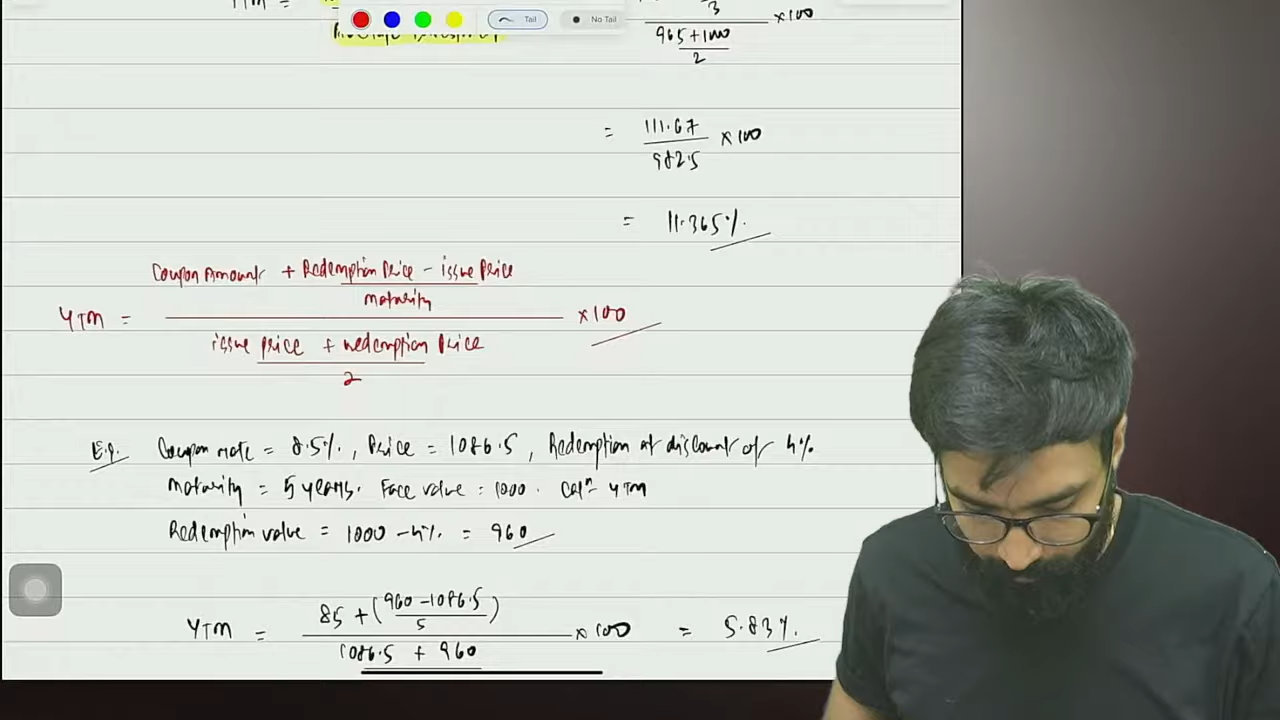 YTM =
3
965 + 100
2
× 100
= 111.67
982.5
× 100
= 11.365%.
Tail
No Tail
YTM = Coupon Amount + Redemption Price - issue Price
maturity
issue price + redemption Price
2
× 100
E.g. Coupon rate = 8.5%, Price = 1086.5, Redemption at discount of 4%
maturity = 5 years. Face value = 1000. Calⁿ YTM
Redemption value = 1000 - 4% = 960
YTM = 85 + (960 - 1086.5
5)
1086.5 + 960
× 100 = 5.83%.